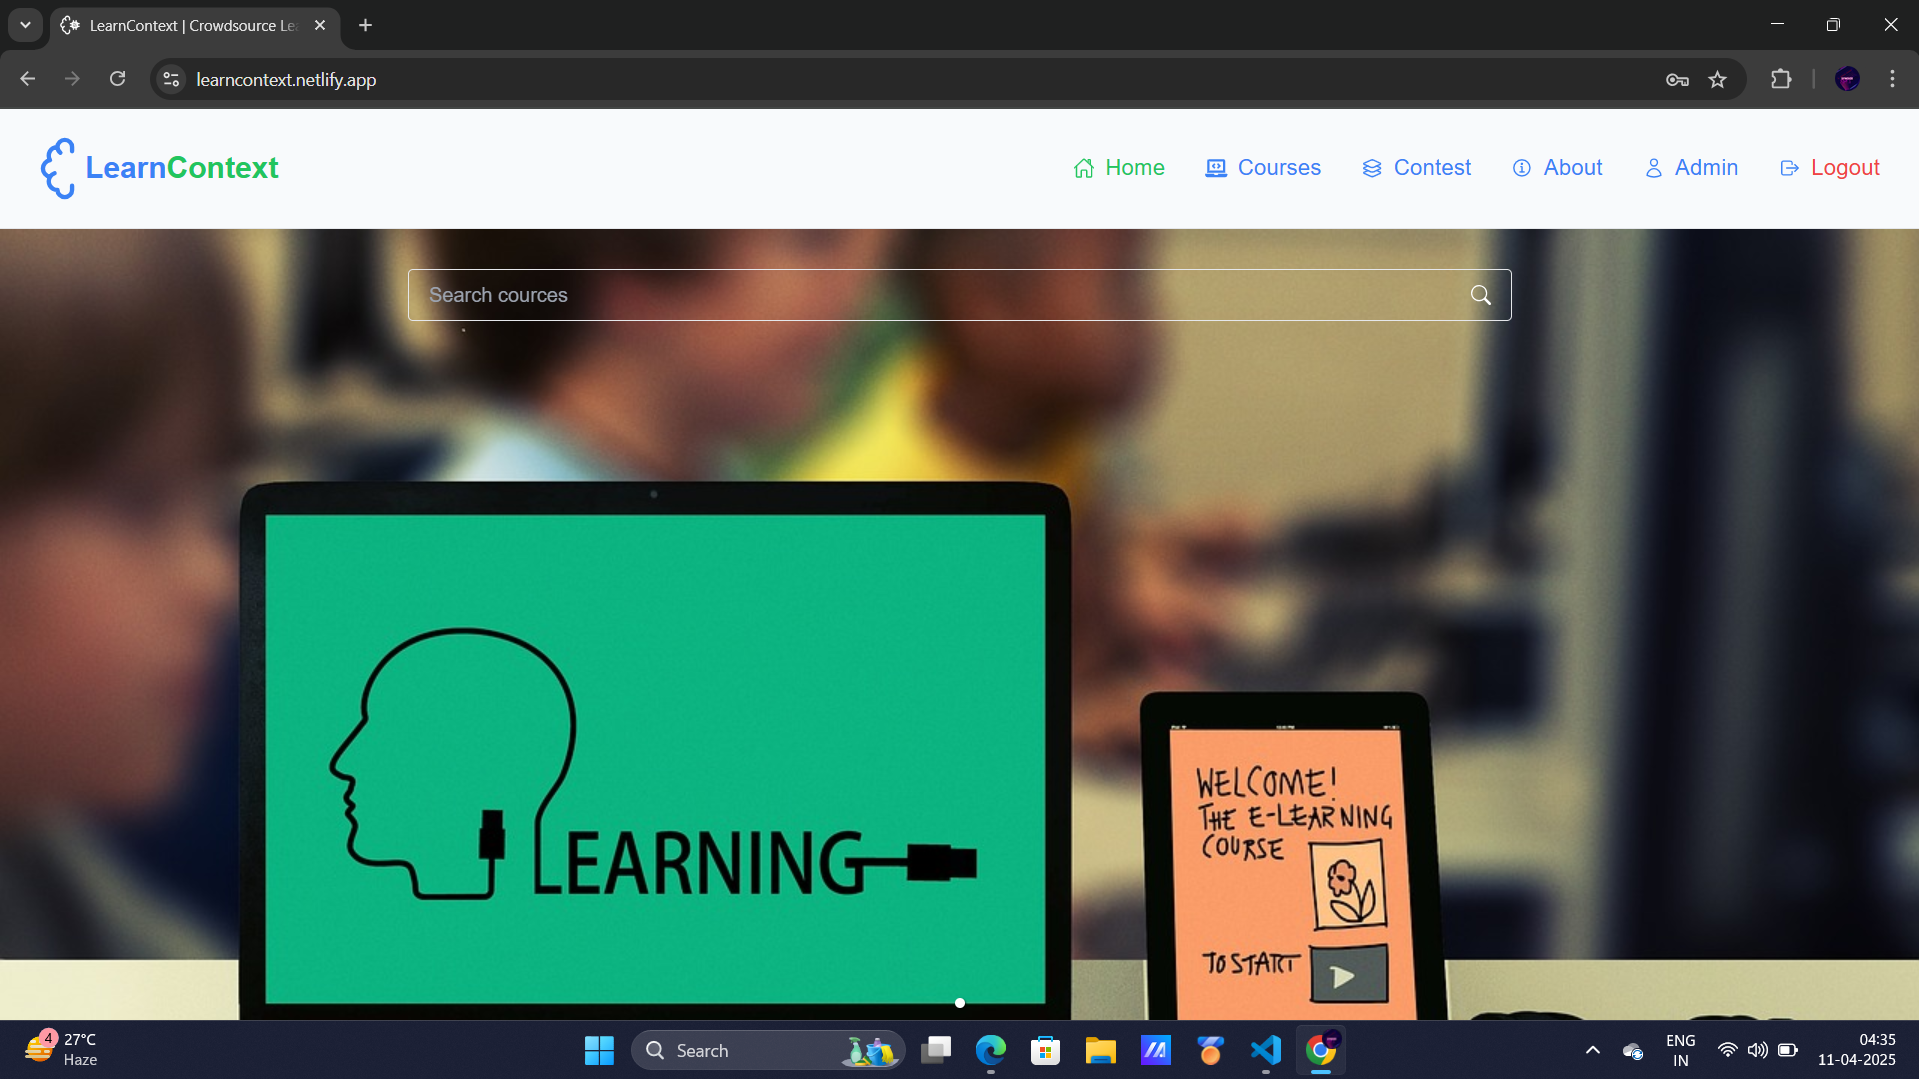 LearnContext | Crowdsource Le
learncontext.netlify.app
LearnContext
Home
Courses
Contest
About
Admin
Logout
Search cources
LEARNING
WELCOME!
THE E-LEARNING
COURSE
TO START
4
27°C
Haze
Search
ENG
IN
04:35
11-04-2025